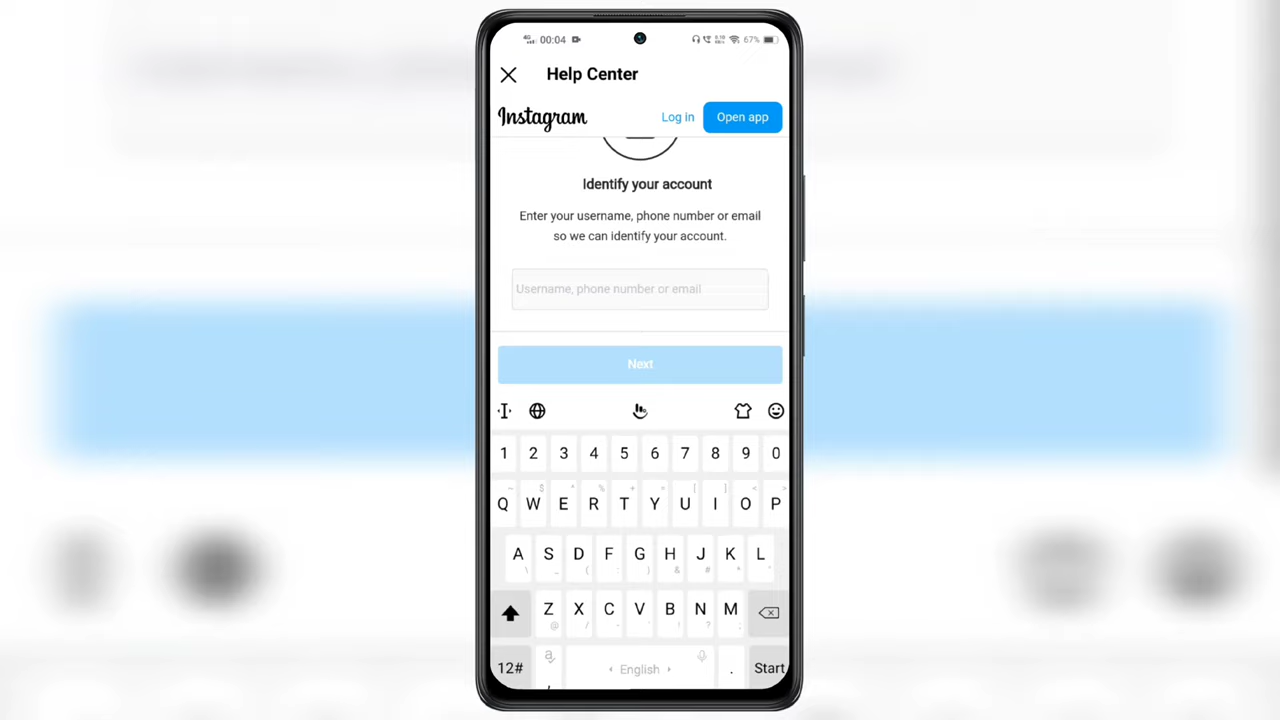 4G 00:04 67%
Help Center
Instagram
Log in Open app
Identify your account
Enter your username, phone number or email
so we can identify your account.
Username, phone number or email
Next
1 2 3 4 5 6 7 8 9 0
~ $ " % + = [ ] < >
Q W E R T Y U I O P
A S D F G H J K L
\ _ ( : ) & # * "
Z X C V B N M
@ / - ' ! ? ;
12# a , English . Start